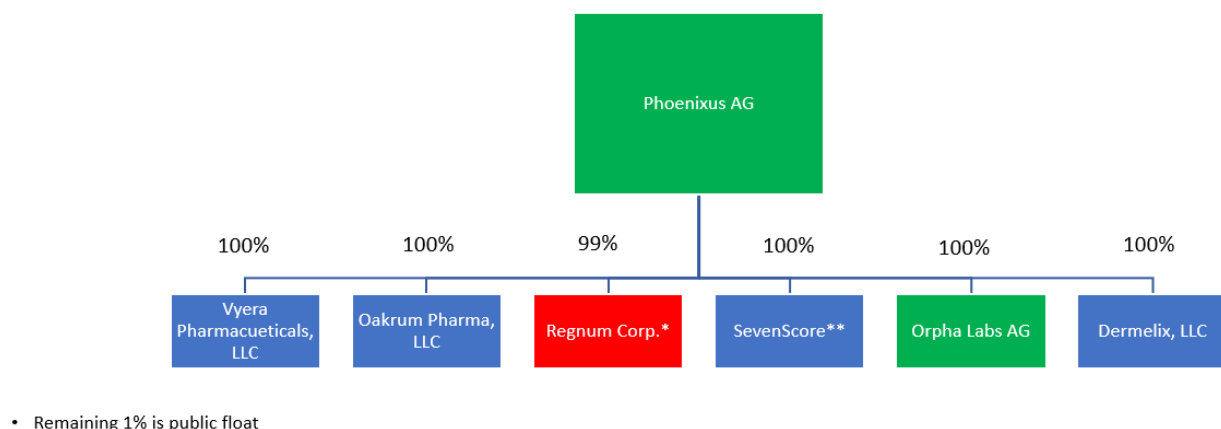 Phoenixus AG
100%
100%
99%
100%
100%
100%
Vyera
Pharmacueticals,
LLC
Oakrum Pharma,
LLC
Regnum Corp.*
SevenScore**
Orpha Labs AG
Dermelix, LLC
• Remaining 1% is public float